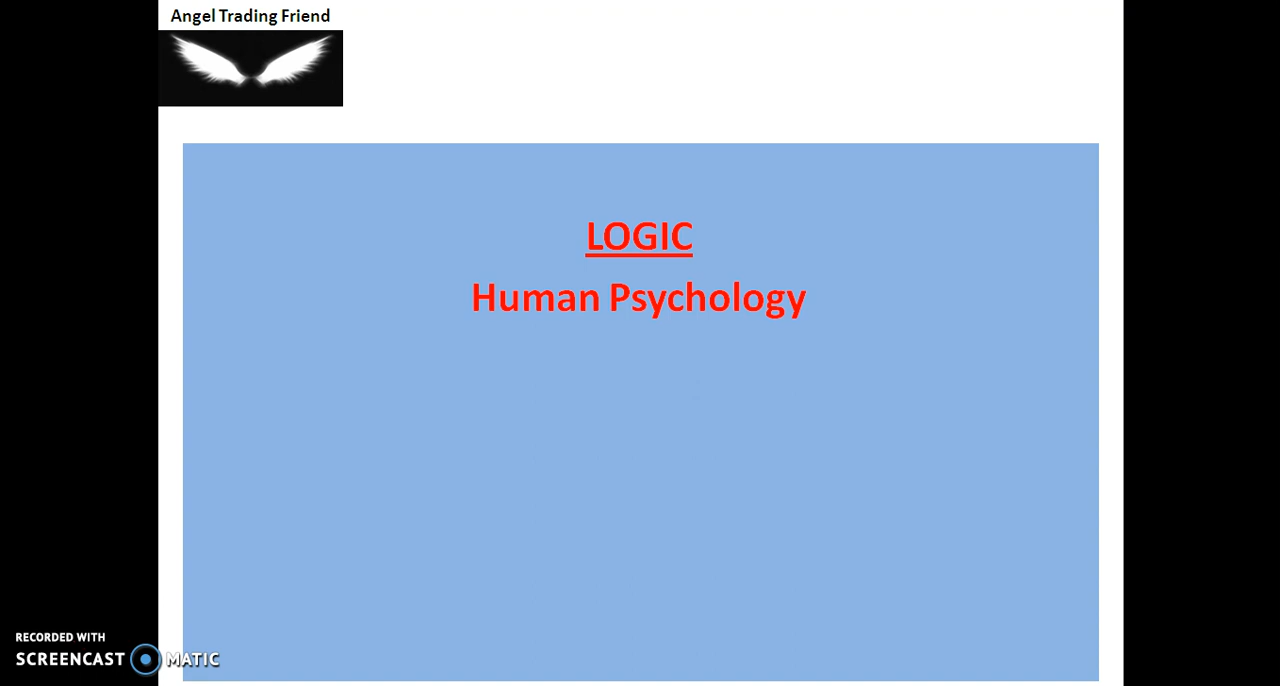 Angel Trading Friend
LOGIC
Human Psychology
RECORDED WITH
SCREENCAST MATIC